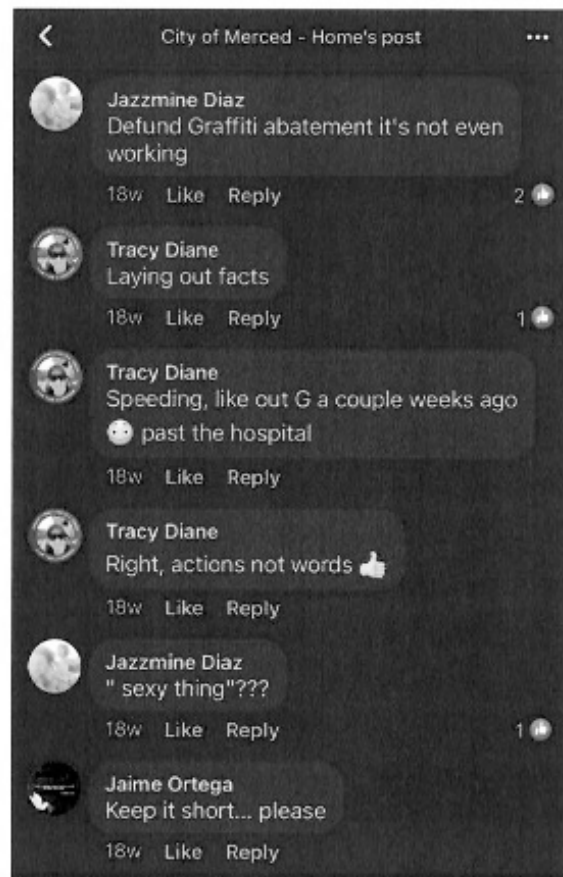 City of Merced - Home's post
Jazzmine Diaz
Defund Graffiti abatement it's not even
working
18w Like Reply 2
Tracy Diane
Laying out facts
18w Like Reply 1
Tracy Diane
Speeding, like out G a couple weeks ago
😳 past the hospital
18w Like Reply
Tracy Diane
Right, actions not words 👍
18w Like Reply
Jazzmine Diaz
" sexy thing"???
18w Like Reply 1
Jaime Ortega
Keep it short... please
18w Like Reply